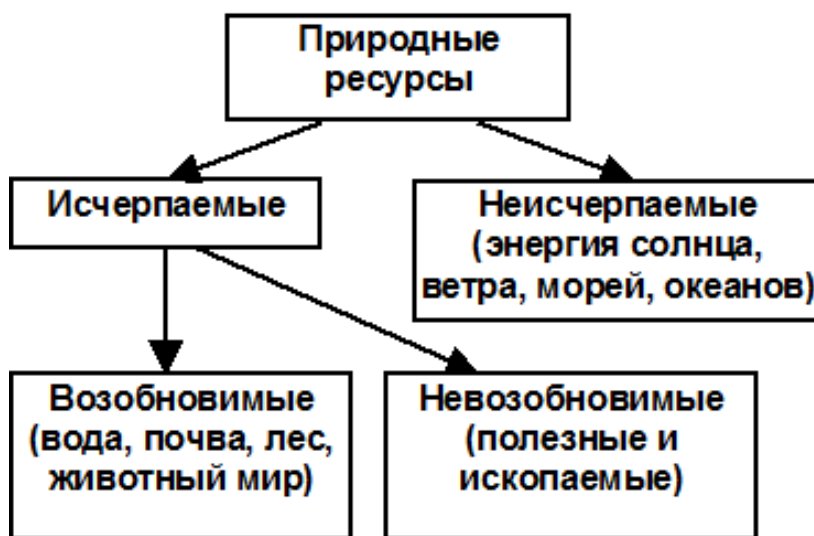 Природные
ресурсы
Исчерпаемые
Неисчерпаемые
(энергия солнца,
ветра, морей, океанов)
Возобновимые
(вода, почва, лес,
животный мир)
Невозобновимые
(полезные и
ископаемые)